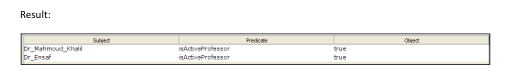 Result:
Subject Predicate Object
Dr_Mahmoud_Khalil isActiveProfessor true
Dr_Ensaf isActiveProfessor true